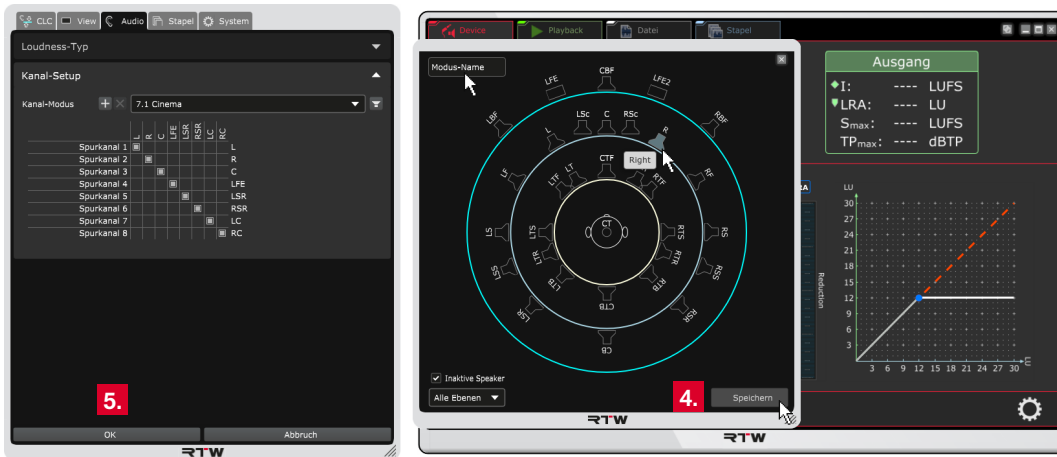 CLC View Audio Stapel System
Loudness-Typ
Kanal-Setup
Kanal-Modus 7.1 Cinema
L R C LFE LSR RSR LC RC
Spurkanal 1 L
Spurkanal 2 R
Spurkanal 3 C
Spurkanal 4 LFE
Spurkanal 5 LSR
Spurkanal 6 RSR
Spurkanal 7 LC
Spurkanal 8 RC
5.
OK Abbruch
RTW
Device Playback Datei Stapel
Modus-Name
CBF
LFE LFE2
LBF RBF
LSc C RSc
L R
Right
CTF
LT
LTF RTF
LF RF
CT
LS LTS RTS RS
LTR RTR
LSS RSS
LTB RTB
CTB
LSR RSR
CB
Inaktive Speaker
Alle Ebenen
4.
Speichern
RTW
Ausgang
I: ---- LUFS
LRA: ---- LU
Smax: ---- LUFS
TPmax: ---- dBTP
RA
Reduction
LU
30
27
24
21
18
15
12
9
6
3
3 6 9 12 15 18 21 24 27 30
E
RTW